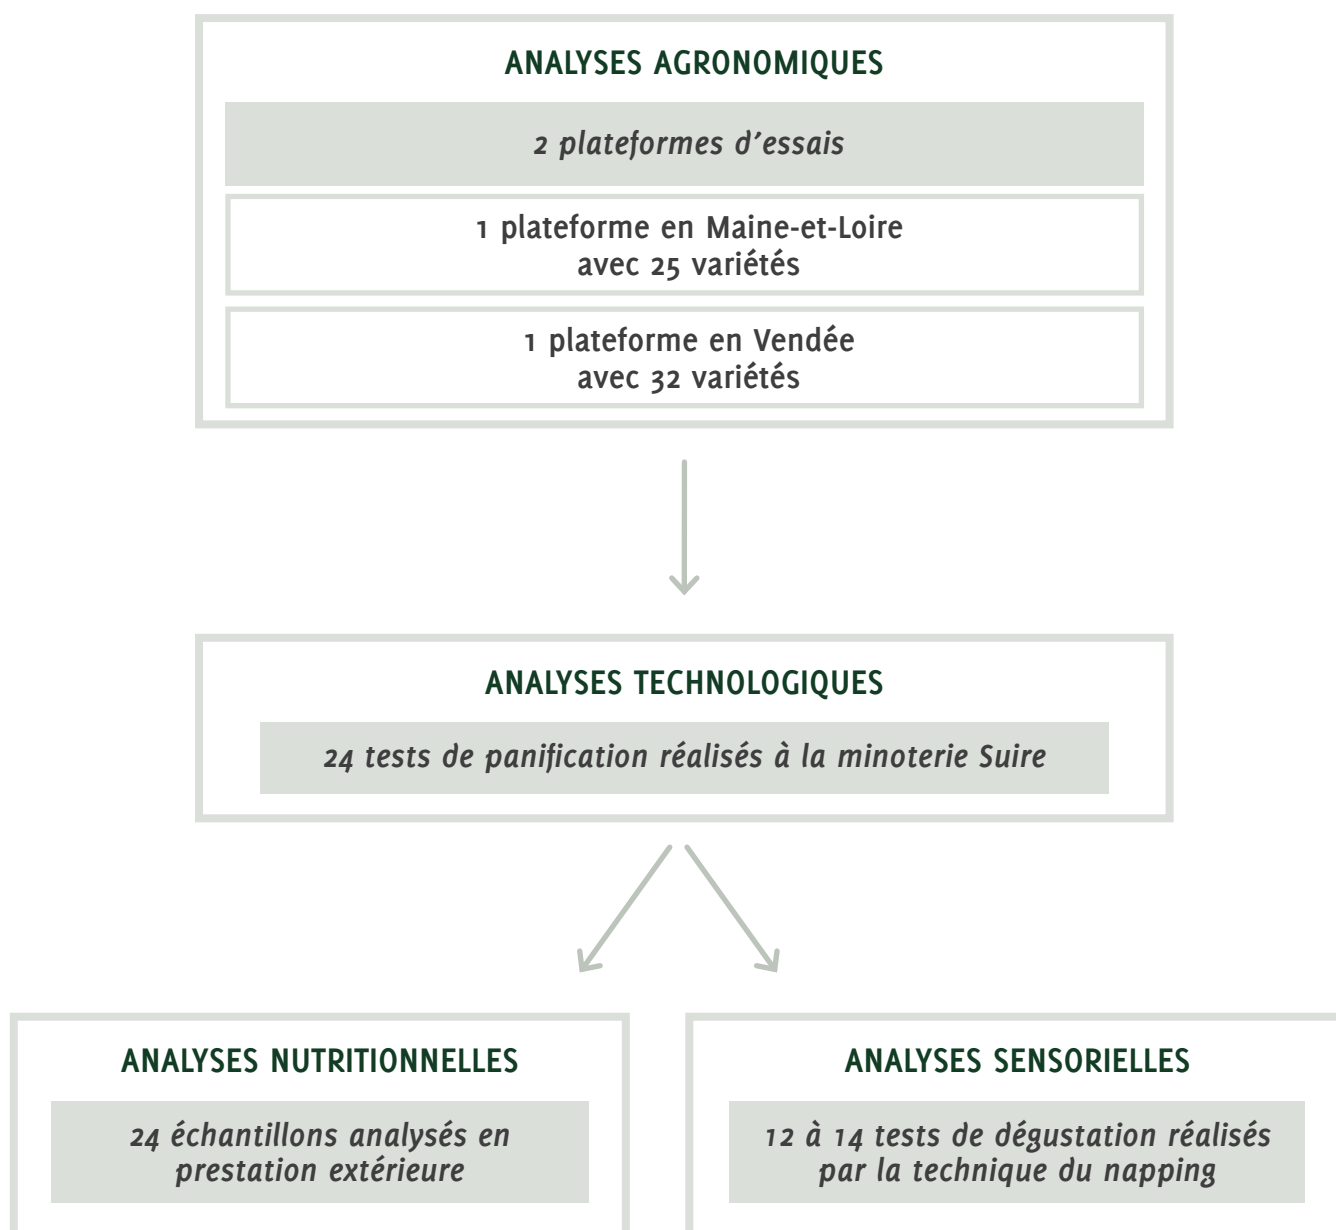 ANALYSES AGRONOMIQUES
2 plateformes d’essais
1 plateforme en Maine-et-Loire
avec 25 variétés
1 plateforme en Vendée
avec 32 variétés
ANALYSES TECHNOLOGIQUES
24 tests de panification réalisés à la minoterie Suire
ANALYSES NUTRITIONNELLES
24 échantillons analysés en
prestation extérieure
ANALYSES SENSORIELLES
12 à 14 tests de dégustation réalisés
par la technique du napping